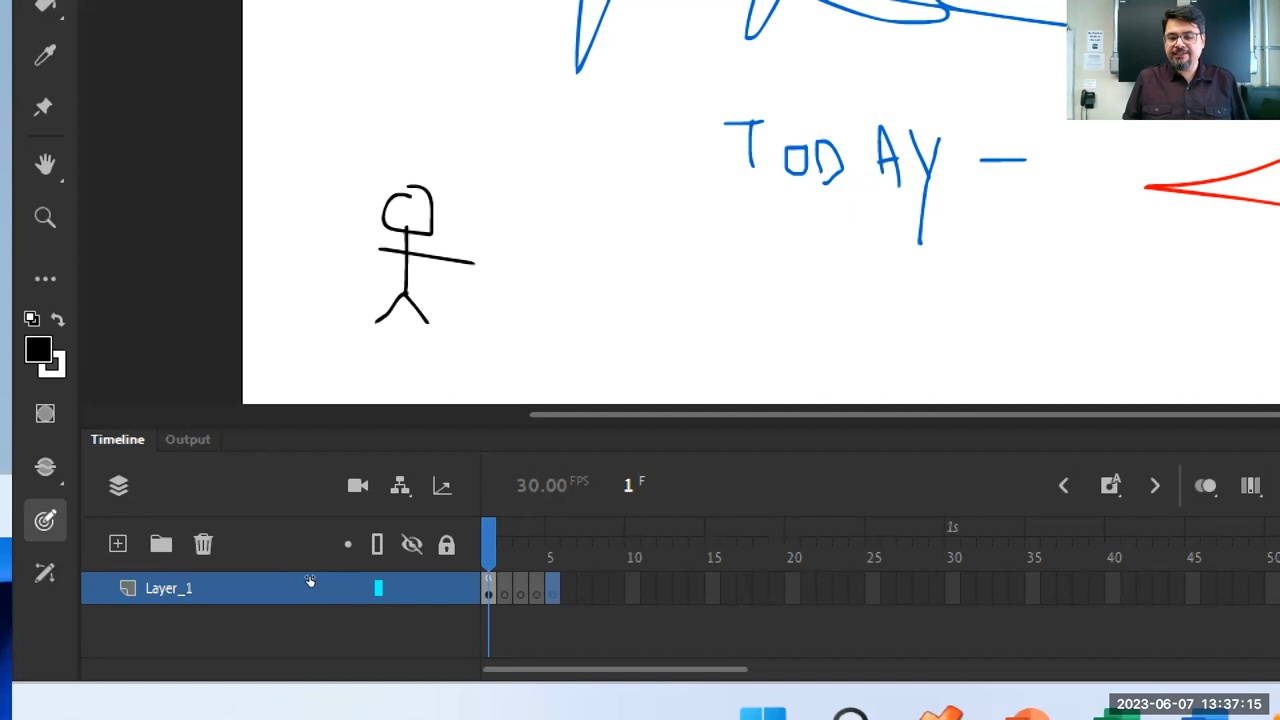 TODAY —
Timeline Output
30.00 FPS 1 F
1s
5 10 15 20 25 30 35 40 45 50
Layer_1
2023-06-07 13:37:15